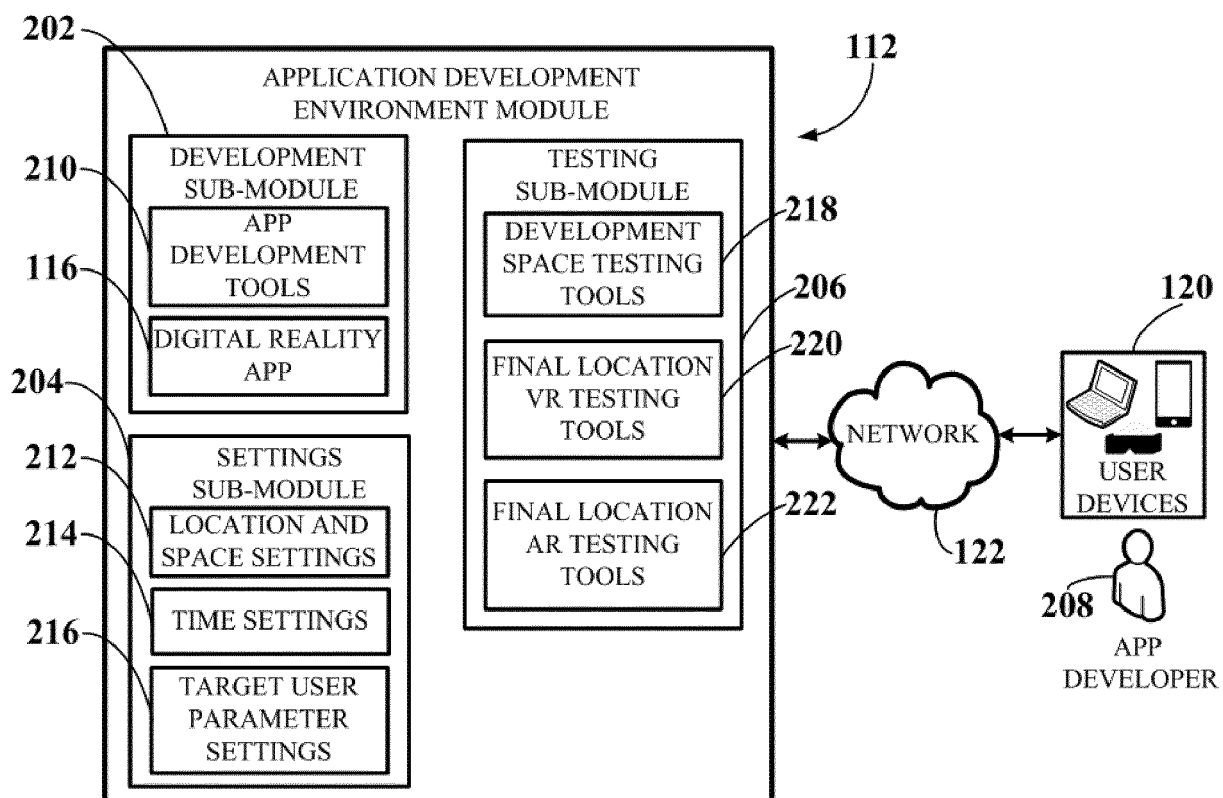 202
112
APPLICATION DEVELOPMENT
ENVIRONMENT MODULE
210
DEVELOPMENT
SUB-MODULE
APP
DEVELOPMENT
TOOLS
116
DIGITAL REALITY
APP
204
212
SETTINGS
SUB-MODULE
LOCATION AND
SPACE SETTINGS
214
TIME SETTINGS
216
TARGET USER
PARAMETER
SETTINGS
TESTING
SUB-MODULE
218
DEVELOPMENT
SPACE TESTING
TOOLS
206
220
FINAL LOCATION
VR TESTING
TOOLS
222
FINAL LOCATION
AR TESTING
TOOLS
NETWORK
122
120
USER
DEVICES
208
APP
DEVELOPER